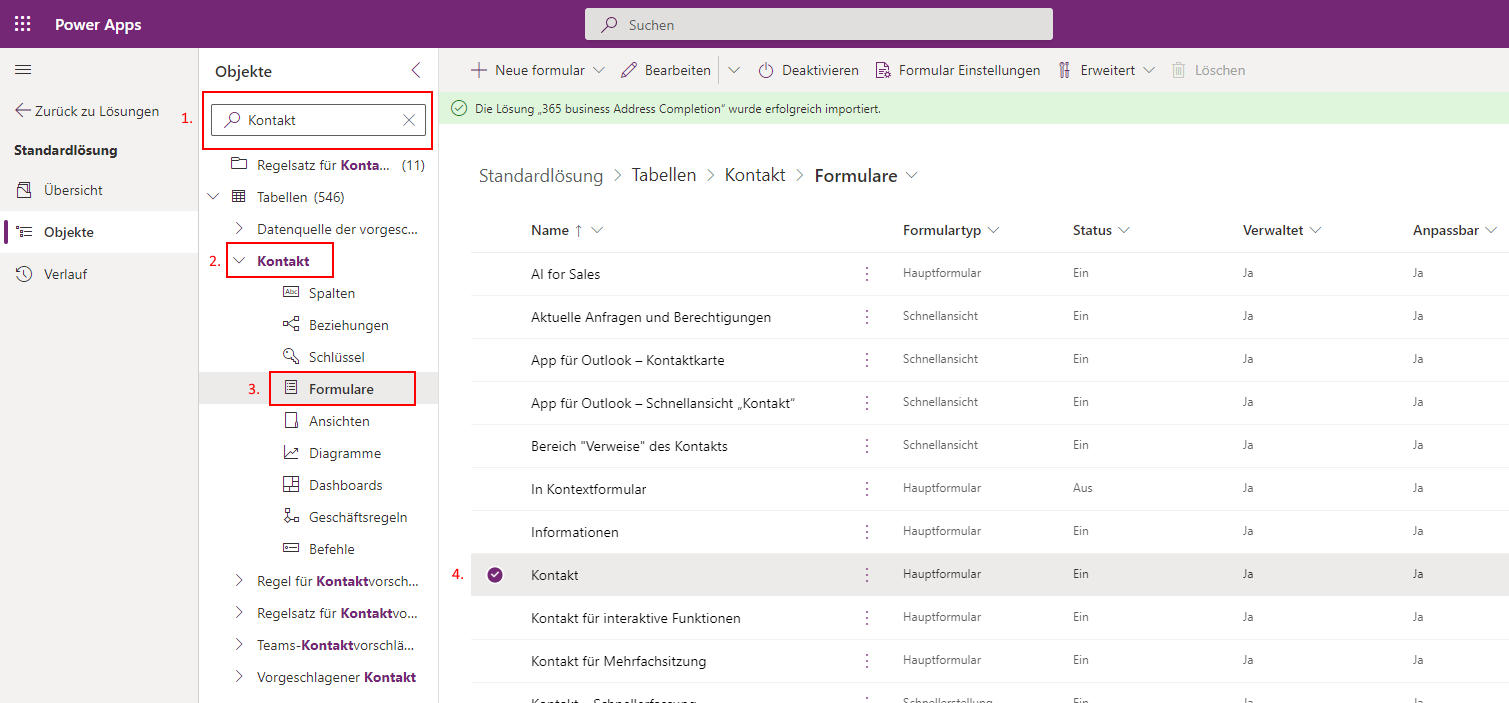 Power Apps
Suchen
Zurück zu Lösungen
Standardlösung
Übersicht
Objekte
Verlauf
Objekte
1.
Kontakt
Regelsatz für Konta... (11)
Tabellen (546)
Datenquelle der vorgesc...
2. Kontakt
Abc Spalten
Beziehungen
Schlüssel
3. Formulare
Ansichten
Diagramme
Dashboards
Geschäftsregeln
Befehle
Regel für Kontaktvorsch...
Regelsatz für Kontaktvo...
Teams-Kontaktvorschlä...
Vorgeschlagener Kontakt
Neue formular Bearbeiten Deaktivieren Formular Einstellungen Erweitert Löschen
Die Lösung „365 business Address Completion“ wurde erfolgreich importiert.
Standardlösung > Tabellen > Kontakt > Formulare
Name ↑ Formulartyp Status Verwaltet Anpassbar
AI for Sales Hauptformular Ein Ja Ja
Aktuelle Anfragen und Berechtigungen Schnellansicht Ein Ja Ja
App für Outlook – Kontaktkarte Schnellansicht Ein Ja Ja
App für Outlook – Schnellansicht „Kontakt“ Schnellansicht Ein Ja Ja
Bereich "Verweise" des Kontakts Schnellansicht Ein Ja Ja
In Kontextformular Hauptformular Aus Ja Ja
Informationen Hauptformular Ein Ja Ja
4. Kontakt Hauptformular Ein Ja Ja
Kontakt für interaktive Funktionen Hauptformular Ein Ja Ja
Kontakt für Mehrfachsitzung Hauptformular Ein Ja Ja
Kontakt – Schnellerfassung Schnellerstellung Ein Ja Ja